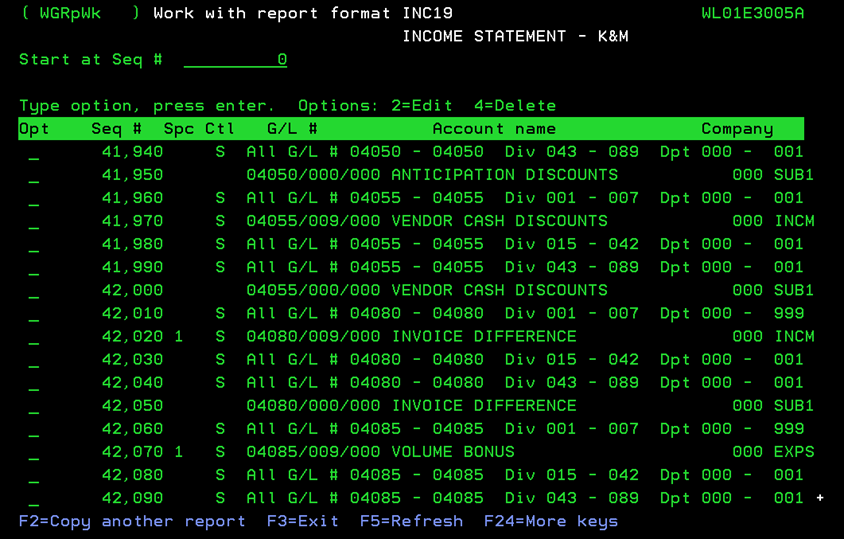 ( WGRpWk   ) Work with report format INC19                        WL01E3005A
                                     INCOME STATEMENT - K&M
Start at Seq #  __________0
Type option, press enter.  Options: 2=Edit  4=Delete
Opt    Seq #  Spc Ctl   G/L #           Account name              Company
 _      41,940     S  All G/L # 04050 - 04050  Div 043 - 089  Dpt 000 -  001
 _      41,950        04050/000/000 ANTICIPATION DISCOUNTS           000 SUB1
 _      41,960     S  All G/L # 04055 - 04055  Div 001 - 007  Dpt 000 -  001
 _      41,970     S  04055/009/000 VENDOR CASH DISCOUNTS            000 INCM
 _      41,980     S  All G/L # 04055 - 04055  Div 015 - 042  Dpt 000 -  001
 _      41,990     S  All G/L # 04055 - 04055  Div 043 - 089  Dpt 000 -  001
 _      42,000        04055/000/000 VENDOR CASH DISCOUNTS            000 SUB1
 _      42,010     S  All G/L # 04080 - 04080  Div 001 - 007  Dpt 000 -  999
 _      42,020 1   S  04080/009/000 INVOICE DIFFERENCE               000 INCM
 _      42,030     S  All G/L # 04080 - 04080  Div 015 - 042  Dpt 000 -  001
 _      42,040     S  All G/L # 04080 - 04080  Div 043 - 089  Dpt 000 -  001
 _      42,050        04080/000/000 INVOICE DIFFERENCE               000 SUB1
 _      42,060     S  All G/L # 04085 - 04085  Div 001 - 007  Dpt 000 -  999
 _      42,070 1   S  04085/009/000 VOLUME BONUS                     000 EXPS
 _      42,080     S  All G/L # 04085 - 04085  Div 015 - 042  Dpt 000 -  001
 _      42,090     S  All G/L # 04085 - 04085  Div 043 - 089  Dpt 000 -  001 +
F2=Copy another report  F3=Exit  F5=Refresh  F24=More keys